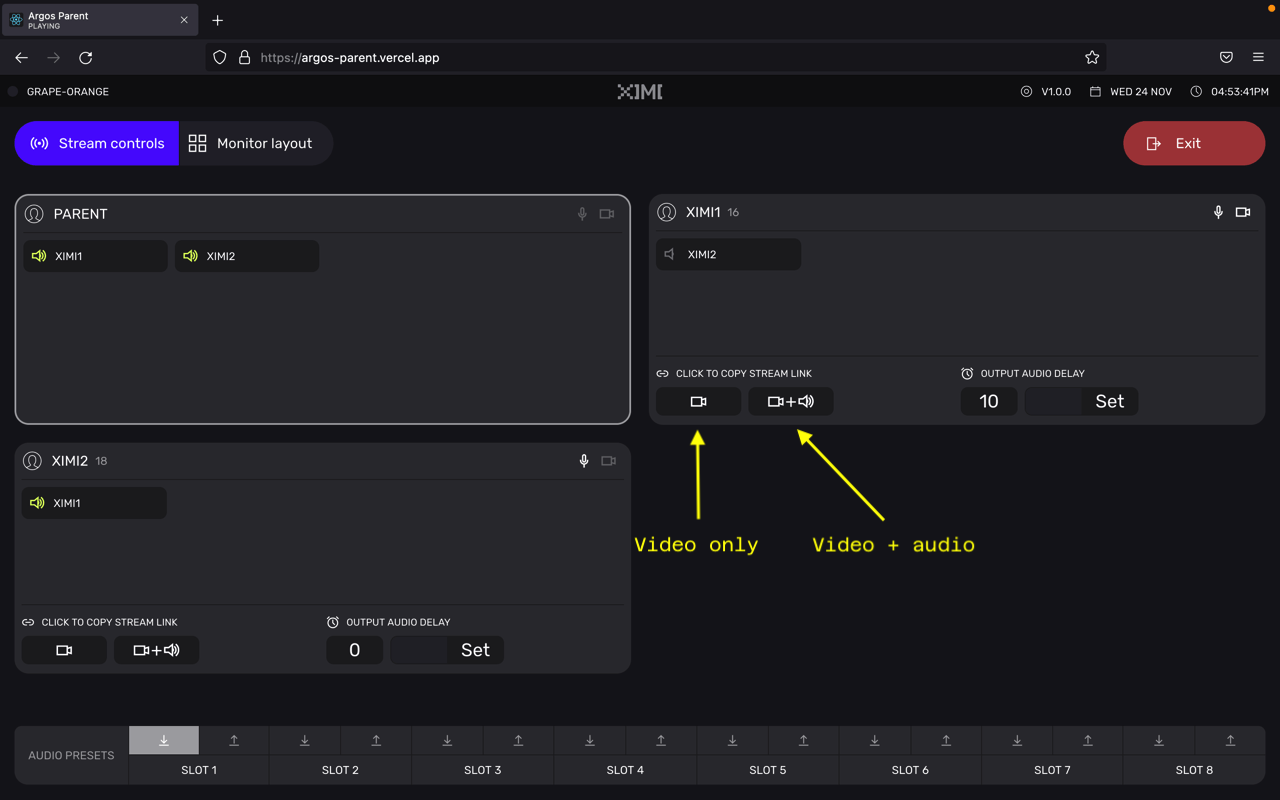 Argos Parent
PLAYING
https://argos-parent.vercel.app
GRAPE-ORANGE
XIMI
V1.0.0
WED 24 NOV
04:53:41PM
Stream controls
Monitor layout
Exit
PARENT
XIMI1
XIMI2
XIMI1 16
XIMI2
CLICK TO COPY STREAM LINK
OUTPUT AUDIO DELAY
+
10
Set
XIMI2 18
XIMI1
Video only
Video + audio
CLICK TO COPY STREAM LINK
OUTPUT AUDIO DELAY
+
0
Set
AUDIO PRESETS
SLOT 1
SLOT 2
SLOT 3
SLOT 4
SLOT 5
SLOT 6
SLOT 7
SLOT 8